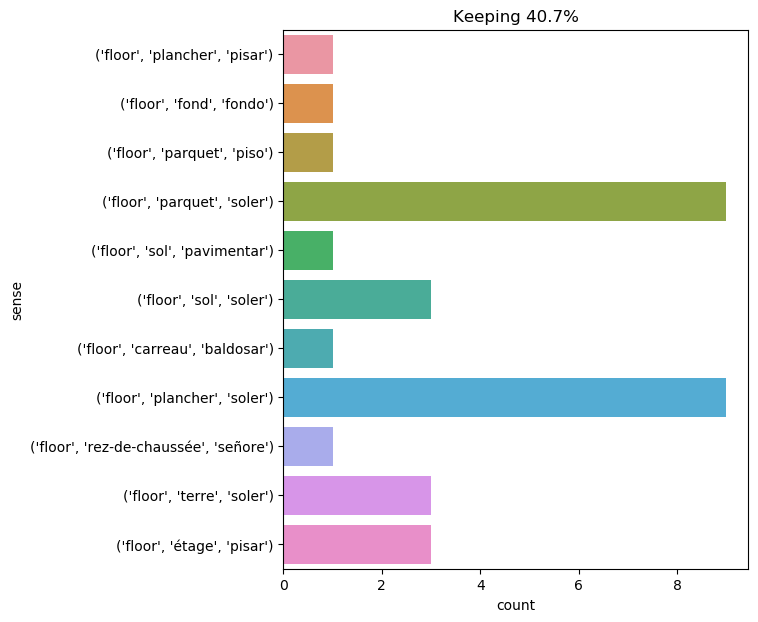 Keeping 40.7%
('floor', 'plancher', 'pisar')
('floor', 'fond', 'fondo')
('floor', 'parquet', 'piso')
('floor', 'parquet', 'soler')
('floor', 'sol', 'pavimentar')
('floor', 'sol', 'soler')
('floor', 'carreau', 'baldosar')
('floor', 'plancher', 'soler')
('floor', 'rez-de-chaussée', 'señore')
('floor', 'terre', 'soler')
('floor', 'étage', 'pisar')
sense
0 2 4 6 8
count